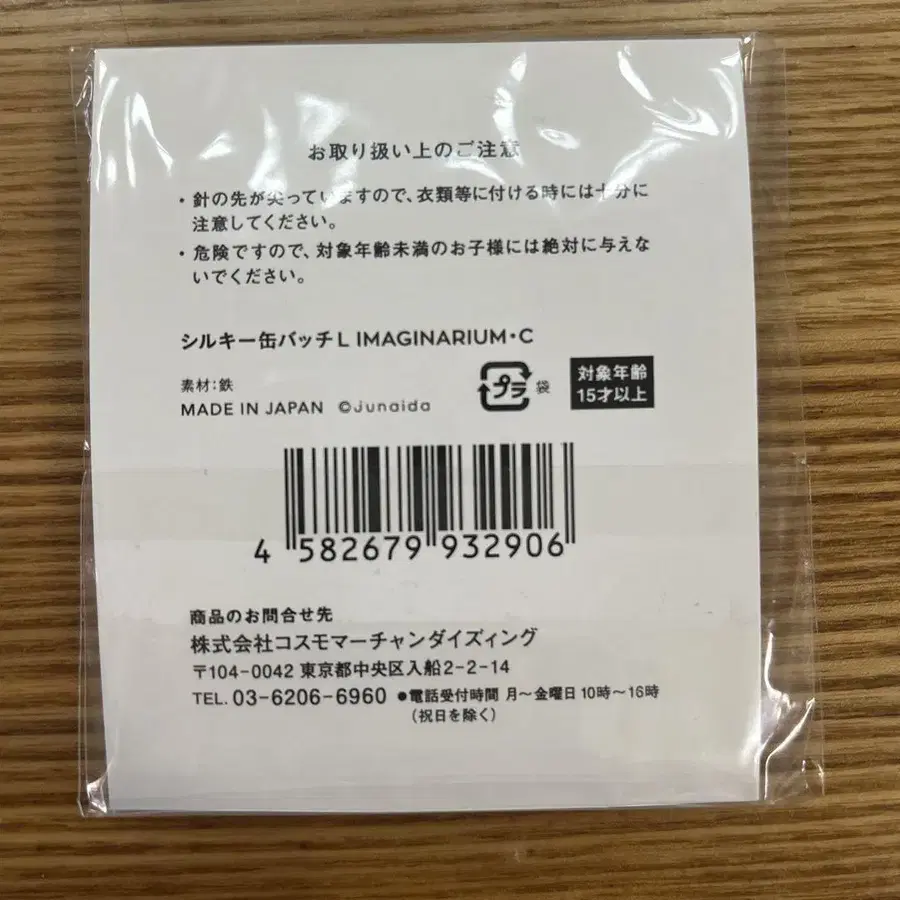 お取り扱い上のご注意
・針の先が尖っていますので、衣類等に付ける時には十分に
注意してください。
・危険ですので、対象年齢未満のお子様には絶対に与えな
いでください。
シルキー缶バッチL IMAGINARIUM・C
素材：鉄
MADE IN JAPAN ©Junaida
プラ 袋
対象年齢
15才以上
4 582679 932906
商品のお問合せ先
株式会社コスモマーチャンダイズィング
〒104-0042 東京都中央区入船2-2-14
TEL. 03-6206-6960 ●電話受付時間 月〜金曜日 10時〜16時
（祝日を除く）